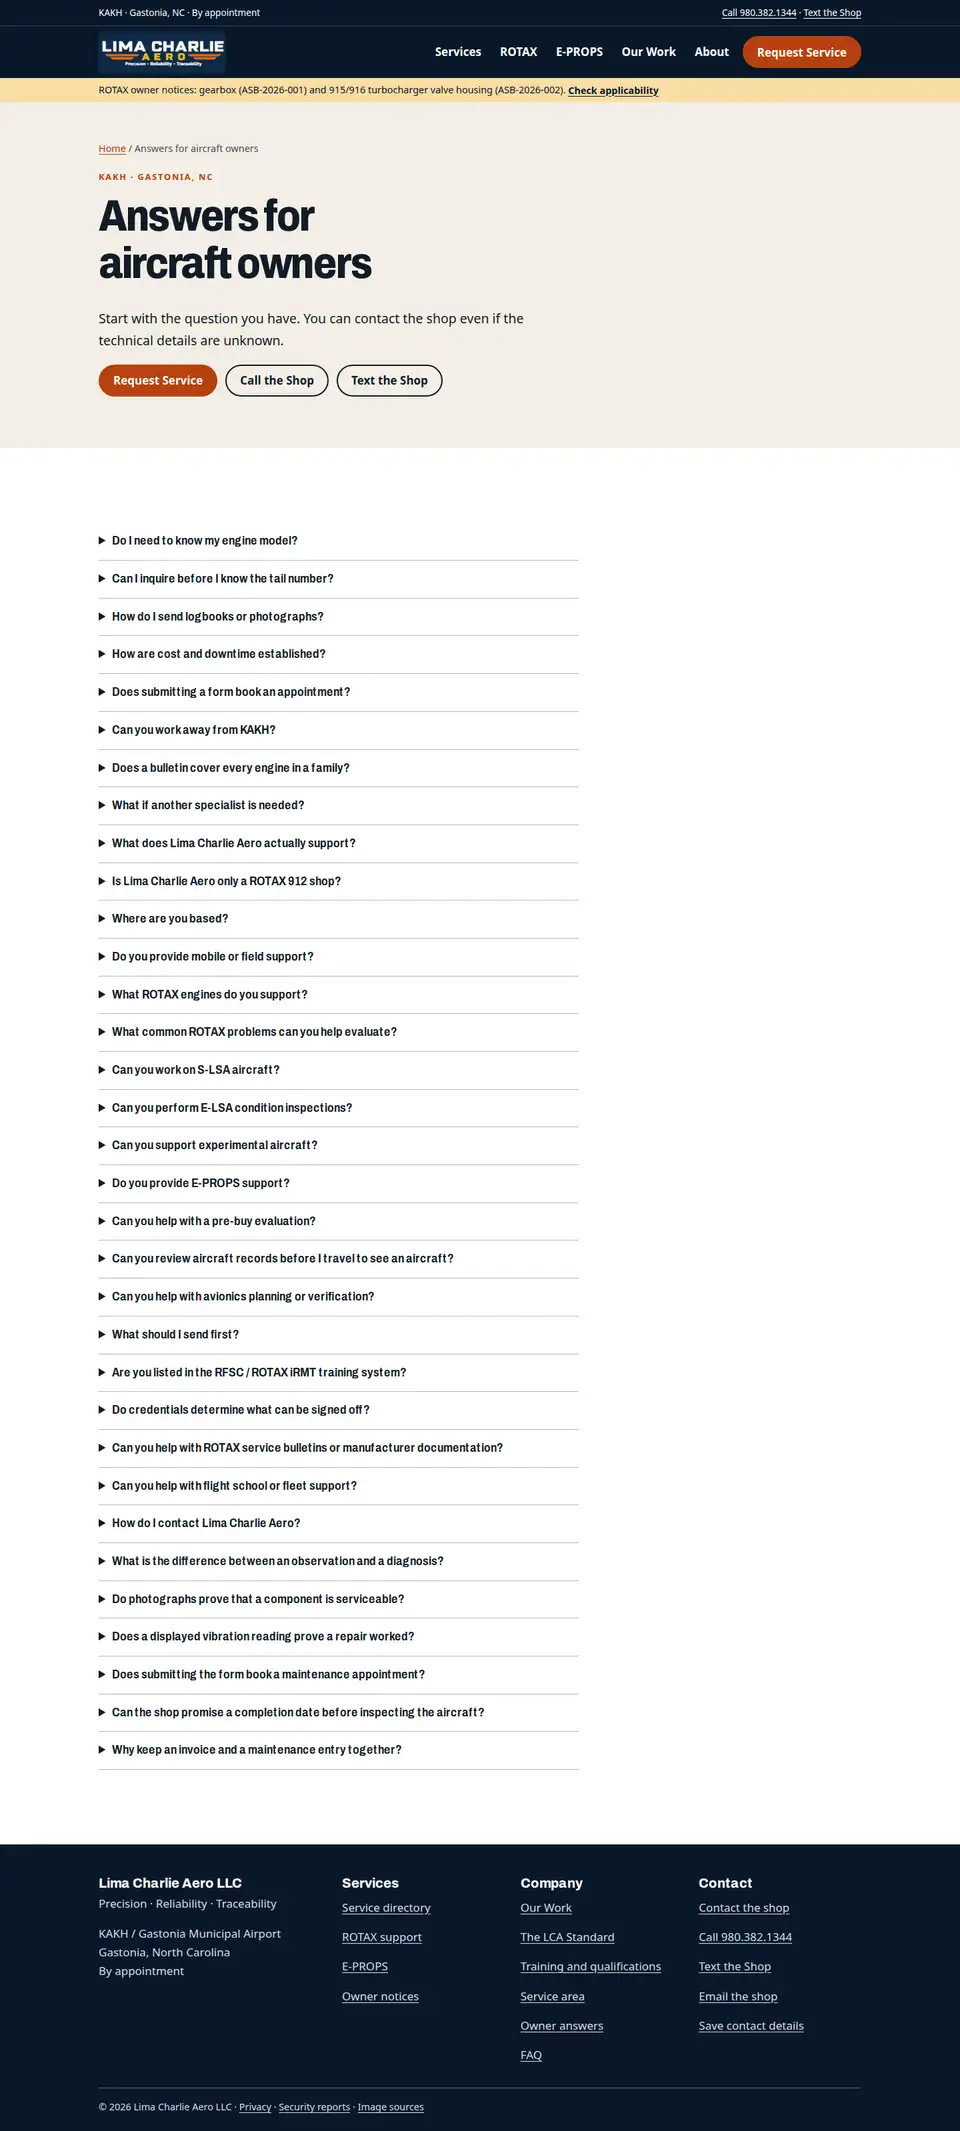 KAKH · Gastonia, NC · By appointment
Call 980.382.1344 · Text the Shop
LIMA CHARLIE
AERO
Precision · Reliability · Traceability
Services
ROTAX
E-PROPS
Our Work
About
Request Service
ROTAX owner notices: gearbox (ASB-2026-001) and 915/916 turbocharger valve housing (ASB-2026-002). Check applicability
Home / Answers for aircraft owners
KAKH · GASTONIA, NC
Answers for
aircraft owners
Start with the question you have. You can contact the shop even if the
technical details are unknown.
Request Service
Call the Shop
Text the Shop
Do I need to know my engine model?
Can I inquire before I know the tail number?
How do I send logbooks or photographs?
How are cost and downtime established?
Does submitting a form book an appointment?
Can you work away from KAKH?
Does a bulletin cover every engine in a family?
What if another specialist is needed?
What does Lima Charlie Aero actually support?
Is Lima Charlie Aero only a ROTAX 912 shop?
Where are you based?
Do you provide mobile or field support?
What ROTAX engines do you support?
What common ROTAX problems can you help evaluate?
Can you work on S-LSA aircraft?
Can you perform E-LSA condition inspections?
Can you support experimental aircraft?
Do you provide E-PROPS support?
Can you help with a pre-buy evaluation?
Can you review aircraft records before I travel to see an aircraft?
Can you help with avionics planning or verification?
What should I send first?
Are you listed in the RFSC / ROTAX iRMT training system?
Do credentials determine what can be signed off?
Can you help with ROTAX service bulletins or manufacturer documentation?
Can you help with flight school or fleet support?
How do I contact Lima Charlie Aero?
What is the difference between an observation and a diagnosis?
Do photographs prove that a component is serviceable?
Does a displayed vibration reading prove a repair worked?
Does submitting the form book a maintenance appointment?
Can the shop promise a completion date before inspecting the aircraft?
Why keep an invoice and a maintenance entry together?
Lima Charlie Aero LLC
Precision · Reliability · Traceability
KAKH / Gastonia Municipal Airport
Gastonia, North Carolina
By appointment
Services
Service directory
ROTAX support
E-PROPS
Owner notices
Company
Our Work
The LCA Standard
Training and qualifications
Service area
Owner answers
FAQ
Contact
Contact the shop
Call 980.382.1344
Text the Shop
Email the shop
Save contact details
© 2026 Lima Charlie Aero LLC · Privacy · Security reports · Image sources